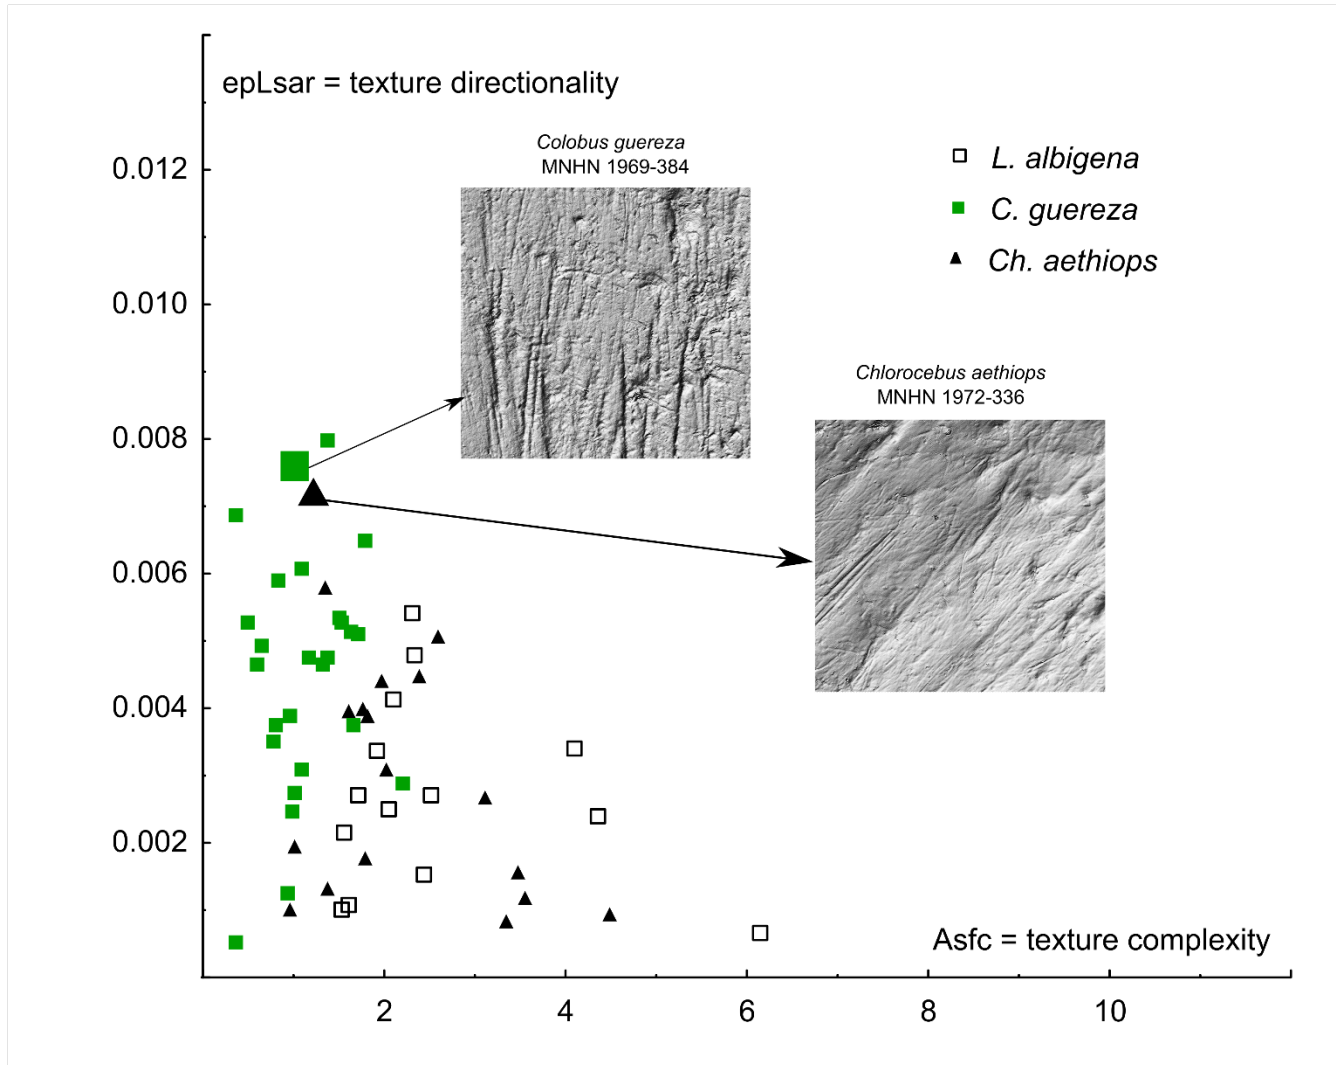 epLsar = texture directionality
Colobus guereza
MNHN 1969-384
L. albigena
C. guereza
Ch. aethiops
Chlorocebus aethiops
MNHN 1972-336
0.012
0.010
0.008
0.006
0.004
0.002
Asfc = texture complexity
2 4 6 8 10